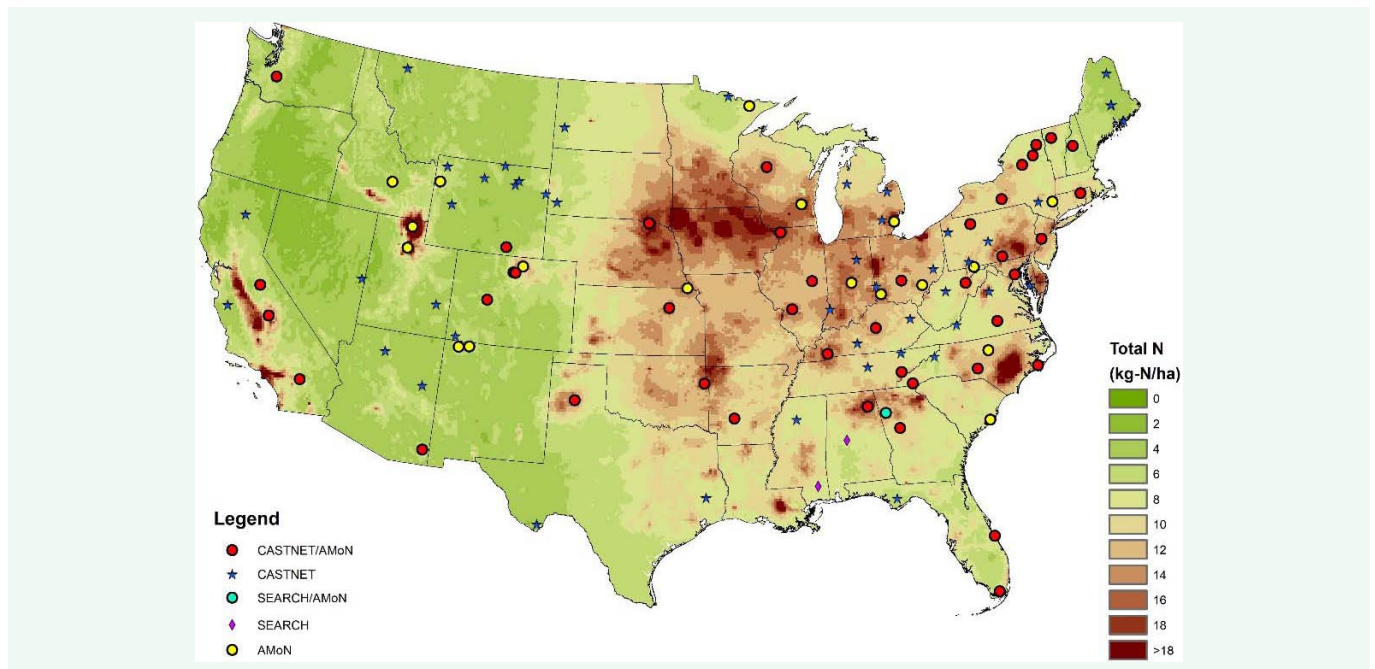 Legend
CASTNET/AMoN
CASTNET
SEARCH/AMoN
SEARCH
AMoN
Total N
(kg-N/ha)
0
2
4
6
8
10
12
14
16
18
>18